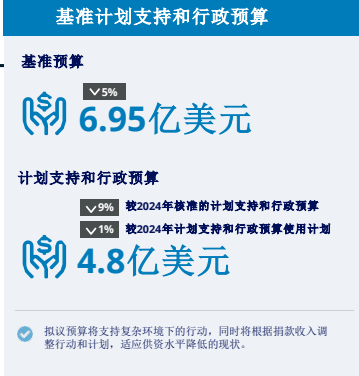 基准计划支持和行政预算
基准预算
5%
6.95亿美元
计划支持和行政预算
9% 较2024年核准的计划支持和行政预算
1% 较2024年计划支持和行政预算使用计划
4.8亿美元
拟议预算将支持复杂环境下的行动，同时将根据捐款收入调
整行动和计划，适应供资水平降低的现状。